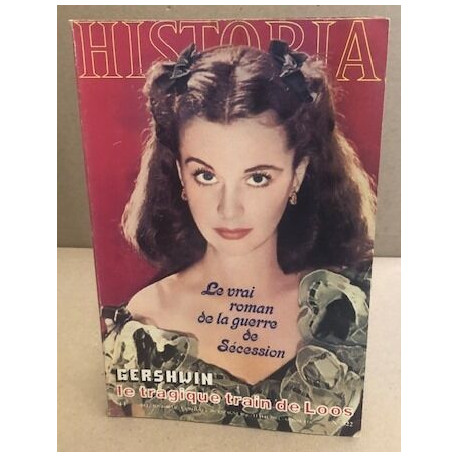 HISTORIA
Le vrai
roman
de la guerre
de
Sécession
GERSHWIN
le tragique train de Loos